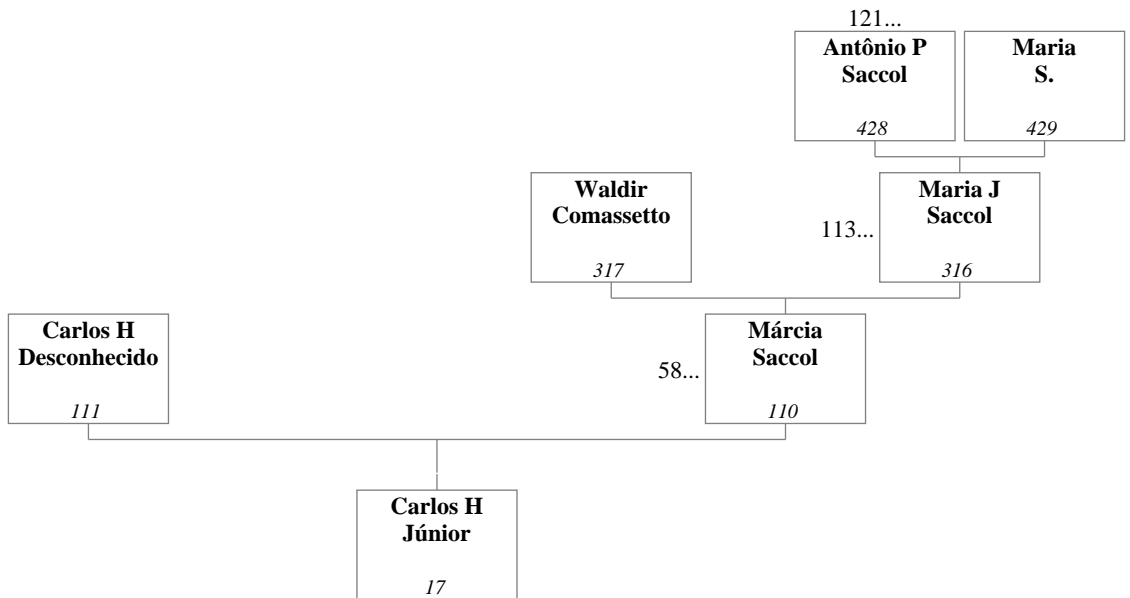 121...
Antônio P
Saccol
428
Maria
S.
429
Waldir
Comassetto
317
113...
Maria J
Saccol
316
Carlos H
Desconhecido
111
58...
Márcia
Saccol
110
Carlos H
Júnior
17